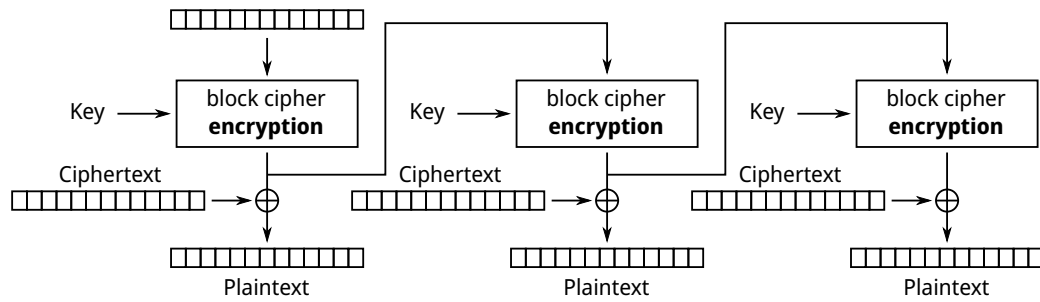 Key
block cipher
encryption
Key
block cipher
encryption
Key
block cipher
encryption
Ciphertext
Ciphertext
Ciphertext
Plaintext
Plaintext
Plaintext